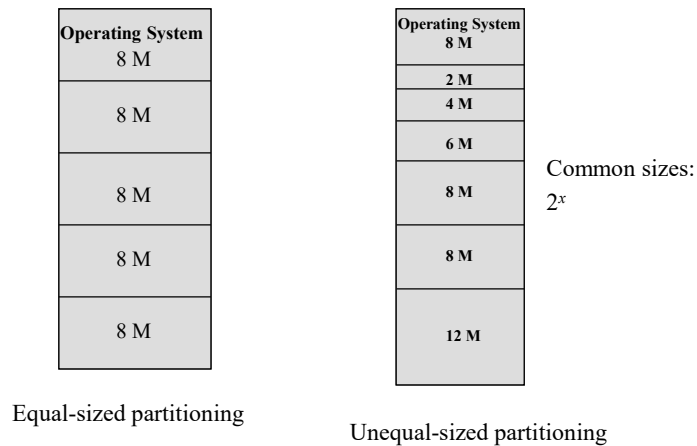 Operating System
8 M
8 M
8 M
8 M
8 M
Equal-sized partitioning
Operating System
8 M
2 M
4 M
6 M
8 M
8 M
12 M
Common sizes:
2ˣ
Unequal-sized partitioning